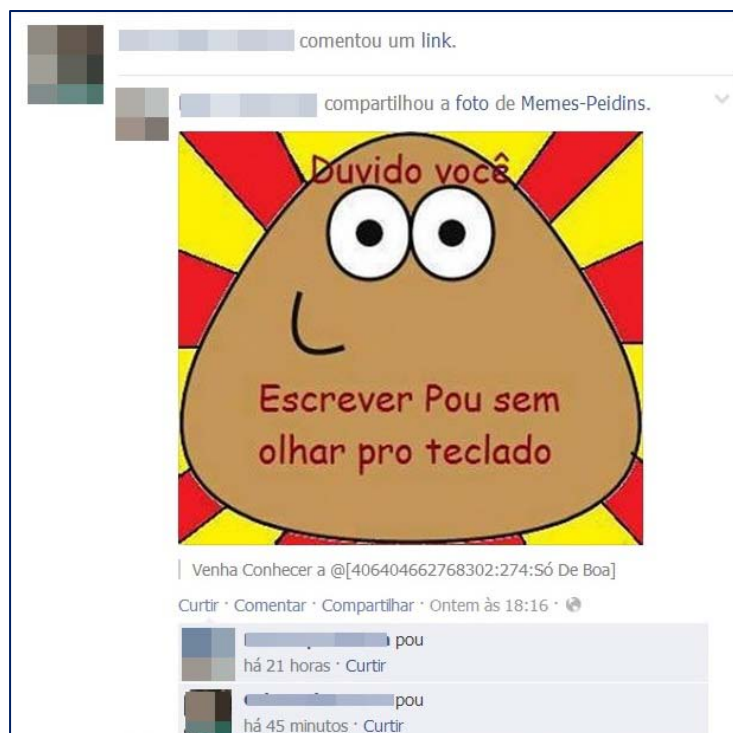 comentou um link.
compartilhou a foto de Memes-Peidins.
Duvido você
Escrever Pou sem
olhar pro teclado
Venha Conhecer a @[406404662768302:274:Só De Boa]
Curtir · Comentar · Compartilhar · Ontem às 18:16 ·
pou
há 21 horas · Curtir
pou
há 45 minutos · Curtir